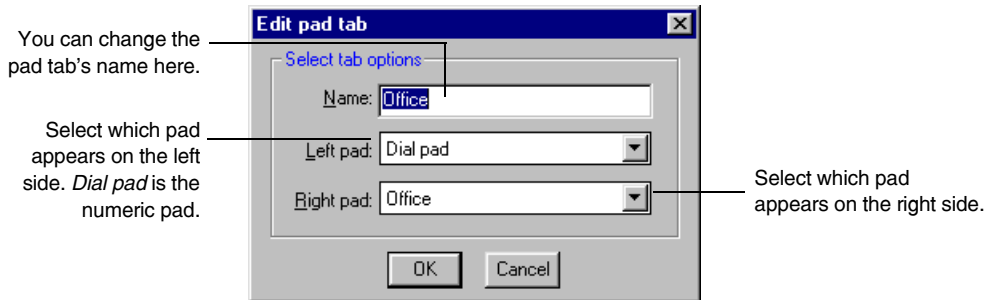 You can change the
pad tab's name here.
Select which pad
appears on the left
side. Dial pad is the
numeric pad.
Edit pad tab
Select tab options
Name: Office
Left pad: Dial pad
Right pad: Office
OK Cancel
Select which pad
appears on the right side.